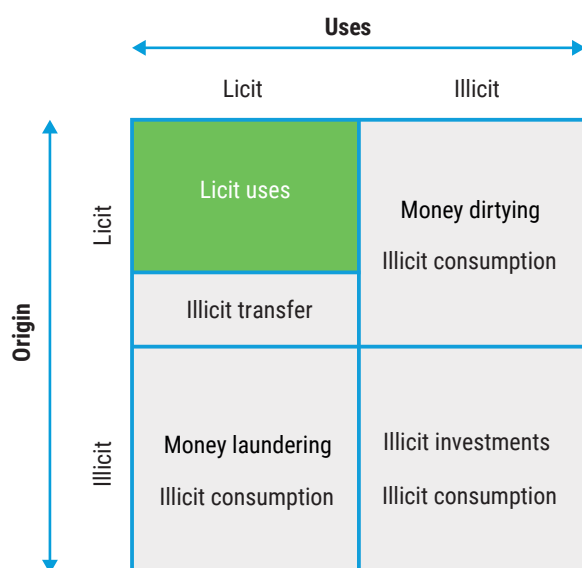 Uses
Licit
Illicit
Origin
Licit
Licit uses
Money dirtying
Illicit consumption
Illicit transfer
Illicit
Money laundering
Illicit consumption
Illicit investments
Illicit consumption